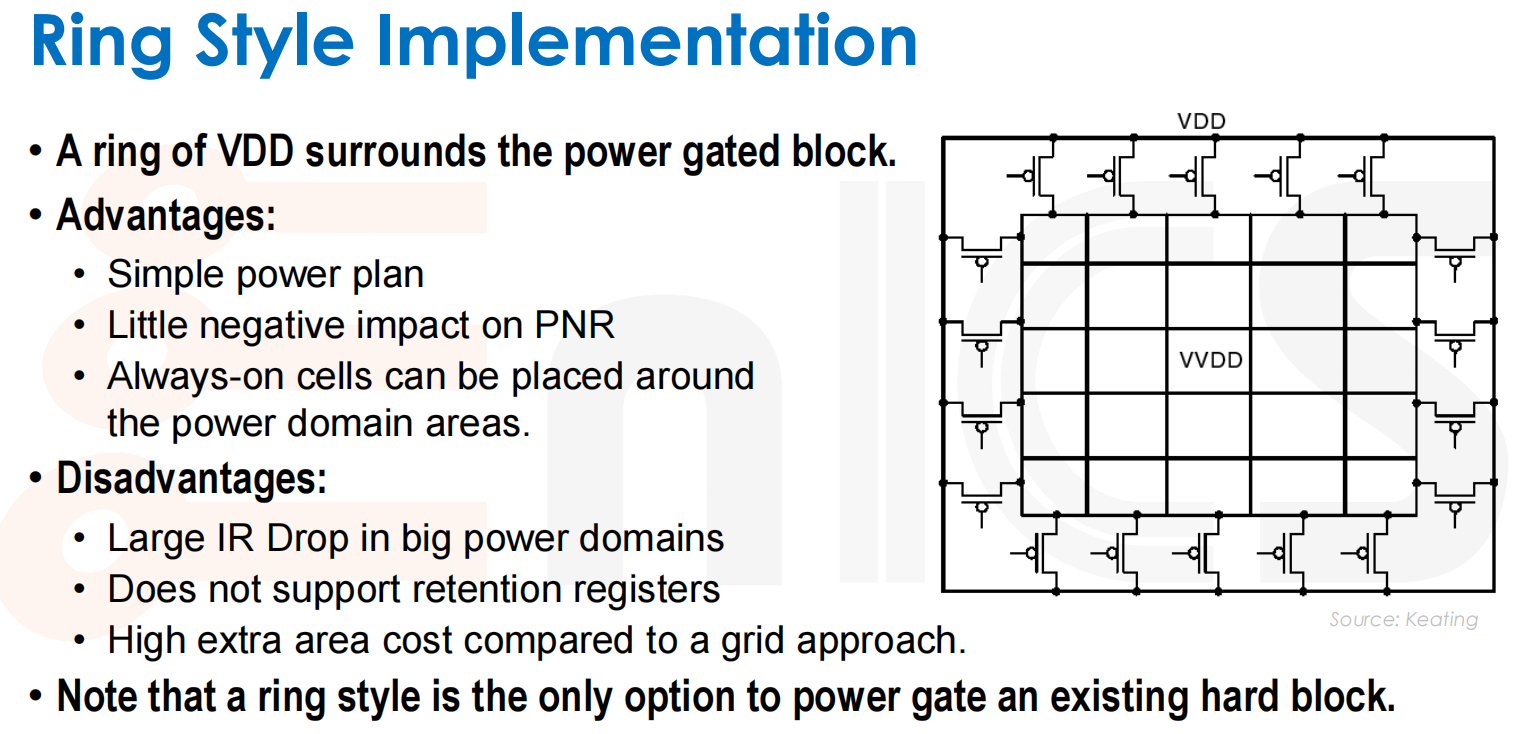 Ring Style Implementation
• A ring of VDD surrounds the power gated block.
• Advantages:
• Simple power plan
• Little negative impact on PNR
• Always-on cells can be placed around
the power domain areas.
• Disadvantages:
• Large IR Drop in big power domains
• Does not support retention registers
• High extra area cost compared to a grid approach.
• Note that a ring style is the only option to power gate an existing hard block.
VDD
VVDD
Source: Keating
EnICS